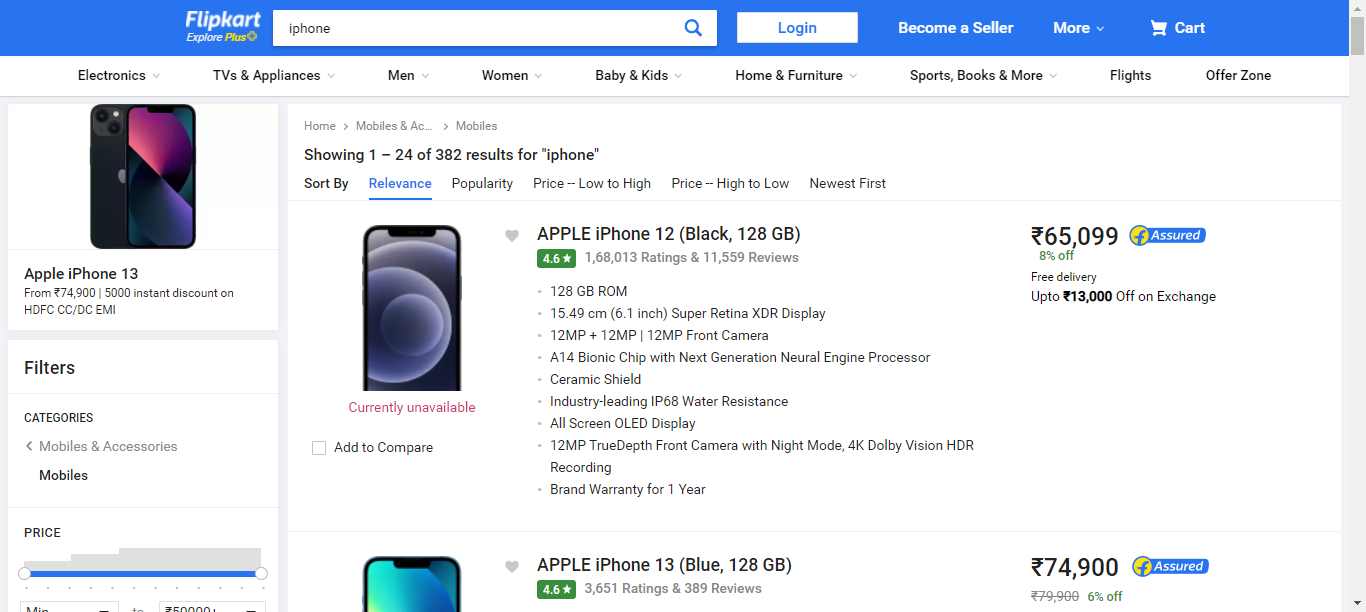 Flipkart
Explore Plus
iphone
Login
Become a Seller
More
Cart
Electronics
TVs & Appliances
Men
Women
Baby & Kids
Home & Furniture
Sports, Books & More
Flights
Offer Zone
Apple iPhone 13
From ₹74,900 | 5000 instant discount on
HDFC CC/DC EMI
Filters
CATEGORIES
Mobiles & Accessories
Mobiles
PRICE
Min
to
₹50000+
Home
Mobiles & Ac...
Mobiles
Showing 1 – 24 of 382 results for "iphone"
Sort By
Relevance
Popularity
Price -- Low to High
Price -- High to Low
Newest First
Currently unavailable
Add to Compare
APPLE iPhone 12 (Black, 128 GB)
4.6 ★ 1,68,013 Ratings & 11,559 Reviews
128 GB ROM
15.49 cm (6.1 inch) Super Retina XDR Display
12MP + 12MP | 12MP Front Camera
A14 Bionic Chip with Next Generation Neural Engine Processor
Ceramic Shield
Industry-leading IP68 Water Resistance
All Screen OLED Display
12MP TrueDepth Front Camera with Night Mode, 4K Dolby Vision HDR
Recording
Brand Warranty for 1 Year
₹65,099
Assured
8% off
Free delivery
Upto ₹13,000 Off on Exchange
APPLE iPhone 13 (Blue, 128 GB)
4.6 ★ 3,651 Ratings & 389 Reviews
₹74,900
Assured
₹79,900 6% off